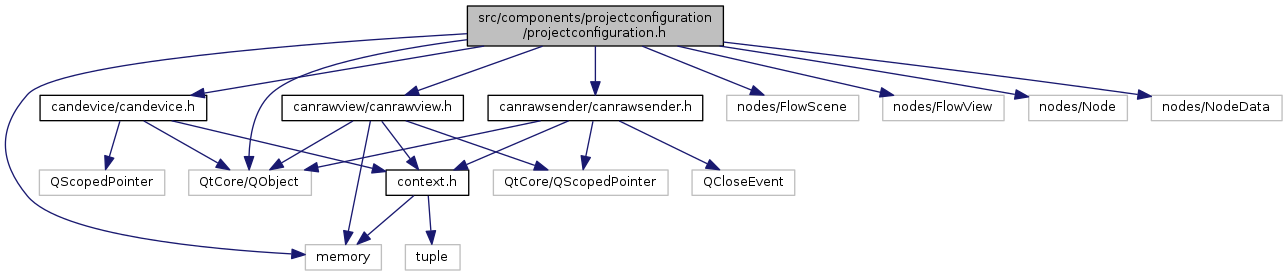 src/components/projectconfiguration
/projectconfiguration.h
candevice/candevice.h
canrawview/canrawview.h
canrawsender/canrawsender.h
nodes/FlowScene
nodes/FlowView
nodes/Node
nodes/NodeData
QScopedPointer
QtCore/QObject
context.h
QtCore/QScopedPointer
QCloseEvent
memory
tuple